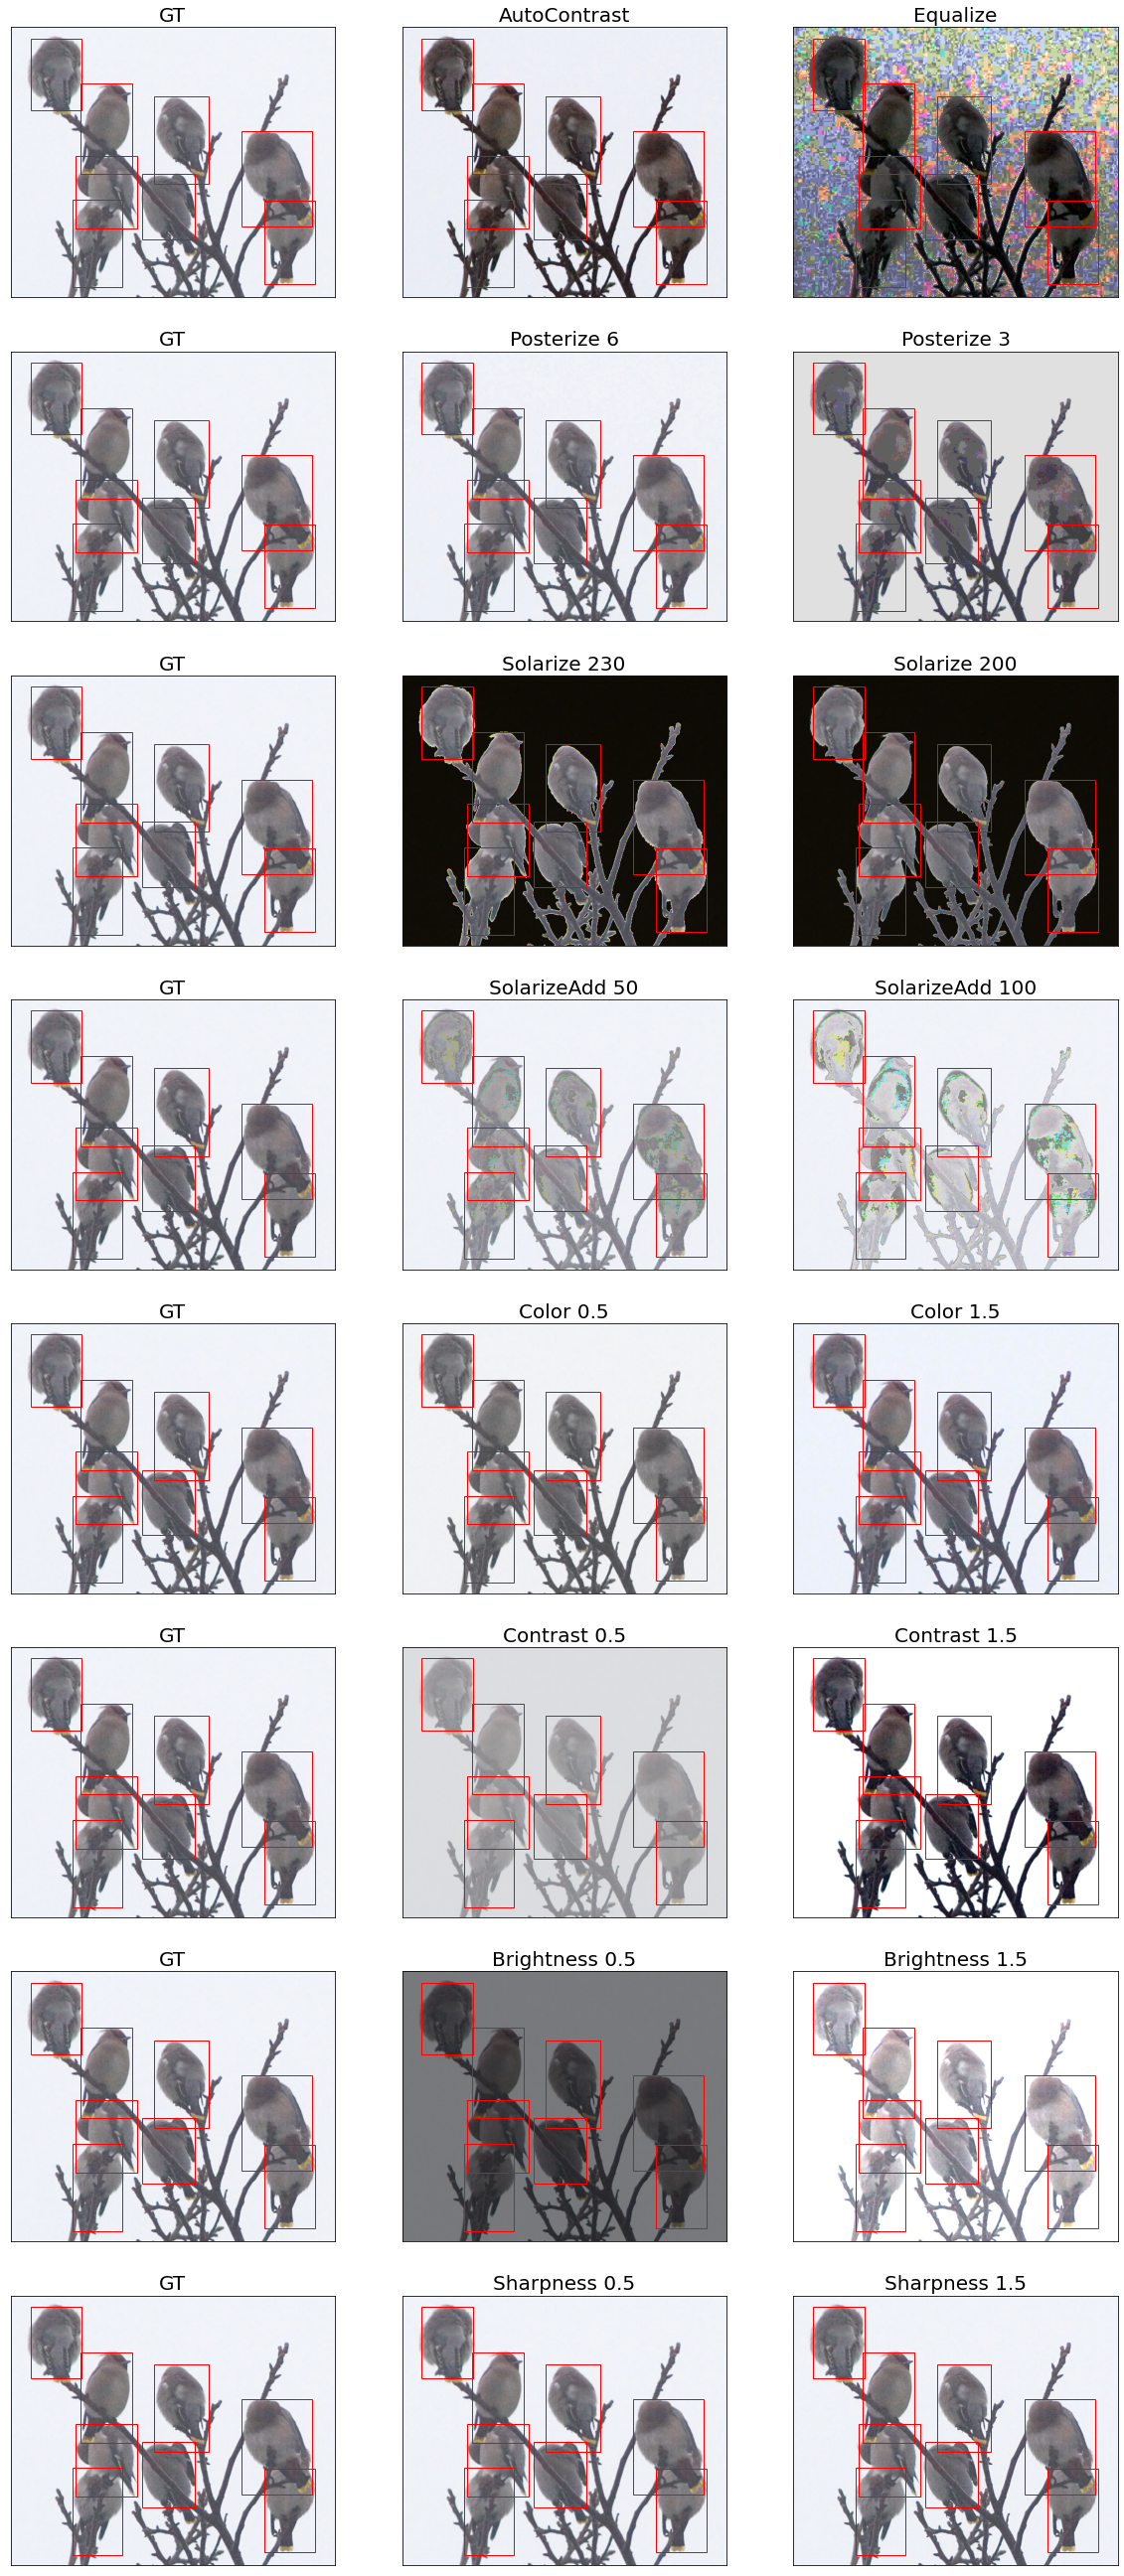 GT AutoContrast Equalize
GT Posterize 6 Posterize 3
GT Solarize 230 Solarize 200
GT SolarizeAdd 50 SolarizeAdd 100
GT Color 0.5 Color 1.5
GT Contrast 0.5 Contrast 1.5
GT Brightness 0.5 Brightness 1.5
GT Sharpness 0.5 Sharpness 1.5